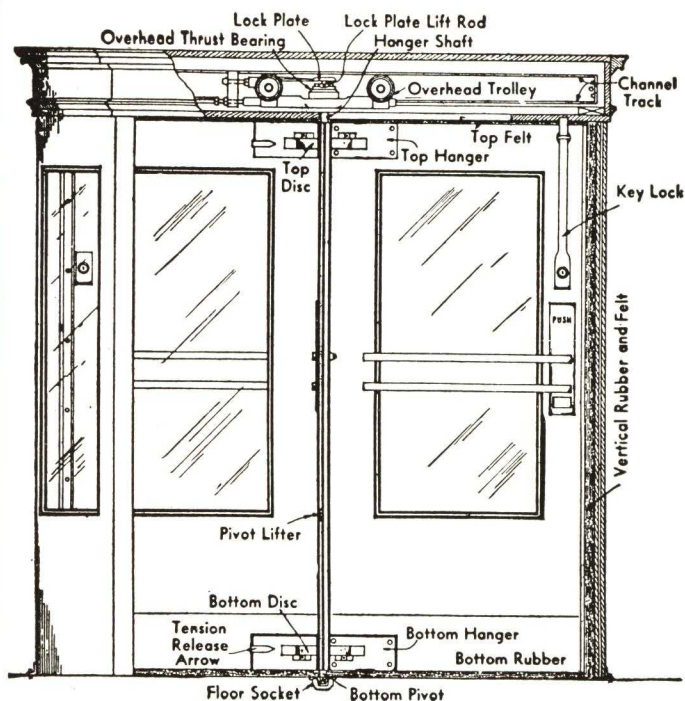 Lock Plate
Lock Plate Lift Rod
Overhead Thrust Bearing
Hanger Shaft
Overhead Trolley
Channel
Track
Top Felt
Top
Disc
Top Hanger
Key Lock
PUSH
Vertical Rubber and Felt
Pivot Lifter
Bottom Disc
Tension
Release
Arrow
Bottom Hanger
Bottom Rubber
Floor Socket
Bottom Pivot